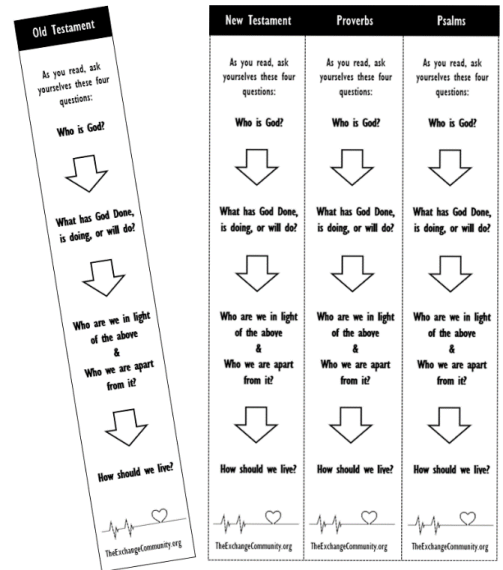 Old Testament
As you read, ask
yourselves these four
questions:
Who is God?
What has God Done,
is doing, or will do?
Who are we in light
of the above
&
Who we are apart
from it?
How should we live?
TheExchangeCommunity.org
New Testament
As you read, ask
yourselves these four
questions:
Who is God?
What has God Done,
is doing, or will do?
Who are we in light
of the above
&
Who we are apart
from it?
How should we live?
TheExchangeCommunity.org
Proverbs
As you read, ask
yourselves these four
questions:
Who is God?
What has God Done,
is doing, or will do?
Who are we in light
of the above
&
Who we are apart
from it?
How should we live?
TheExchangeCommunity.org
Psalms
As you read, ask
yourselves these four
questions:
Who is God?
What has God Done,
is doing, or will do?
Who are we in light
of the above
&
Who we are apart
from it?
How should we live?
TheExchangeCommunity.org